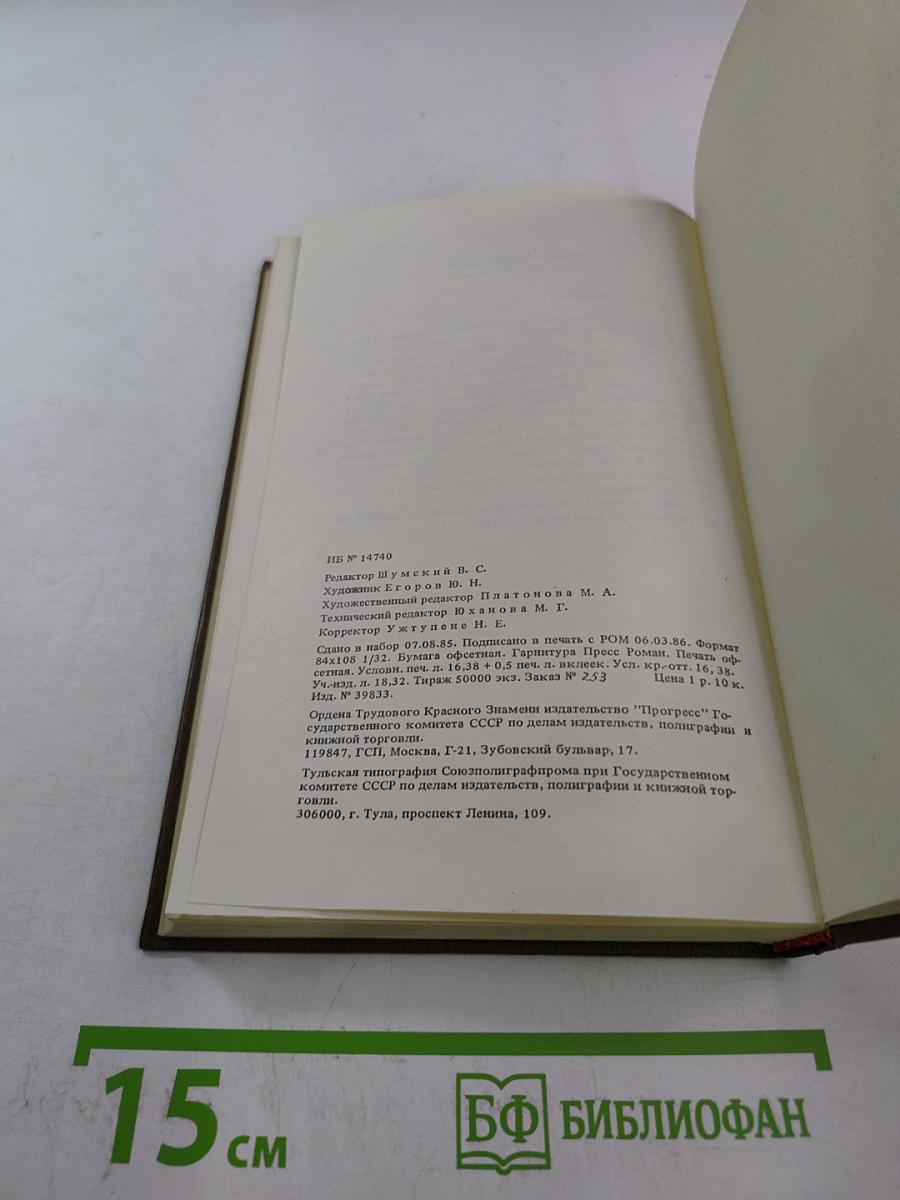 ИБ № 14740
Редактор Шумский В. С.
Художник Егоров Ю. Н.
Художественный редактор Платонова М. А.
Технический редактор Юханова М. Г.
Корректор Ужтупене Н. Е.
Сдано в набор 07.08.85. Подписано в печать с РОМ 06.03.86. Формат
84х108 1/32. Бумага офсетная. Гарнитура Пресс Роман. Печать оф-
сетная. Условн. печ. л. 16,38 + 0,5 печ. л. вклеек. Усл. кр.-отт. 16,38.
Уч.-изд. л. 18,32. Тираж 50000 экз. Заказ № 253 Цена 1 р. 10 к.
Изд. № 39833.
Ордена Трудового Красного Знамени издательство "Прогресс" Го-
сударственного комитета СССР по делам издательств, полиграфии и
книжной торговли.
119847, ГСП, Москва, Г-21, Зубовский бульвар, 17.
Тульская типография Союзполиграфпрома при Государственном
комитете СССР по делам издательств, полиграфии и книжной тор-
говли.
306000, г. Тула, проспект Ленина, 109.
15 см
БФ БИБЛИОФАН